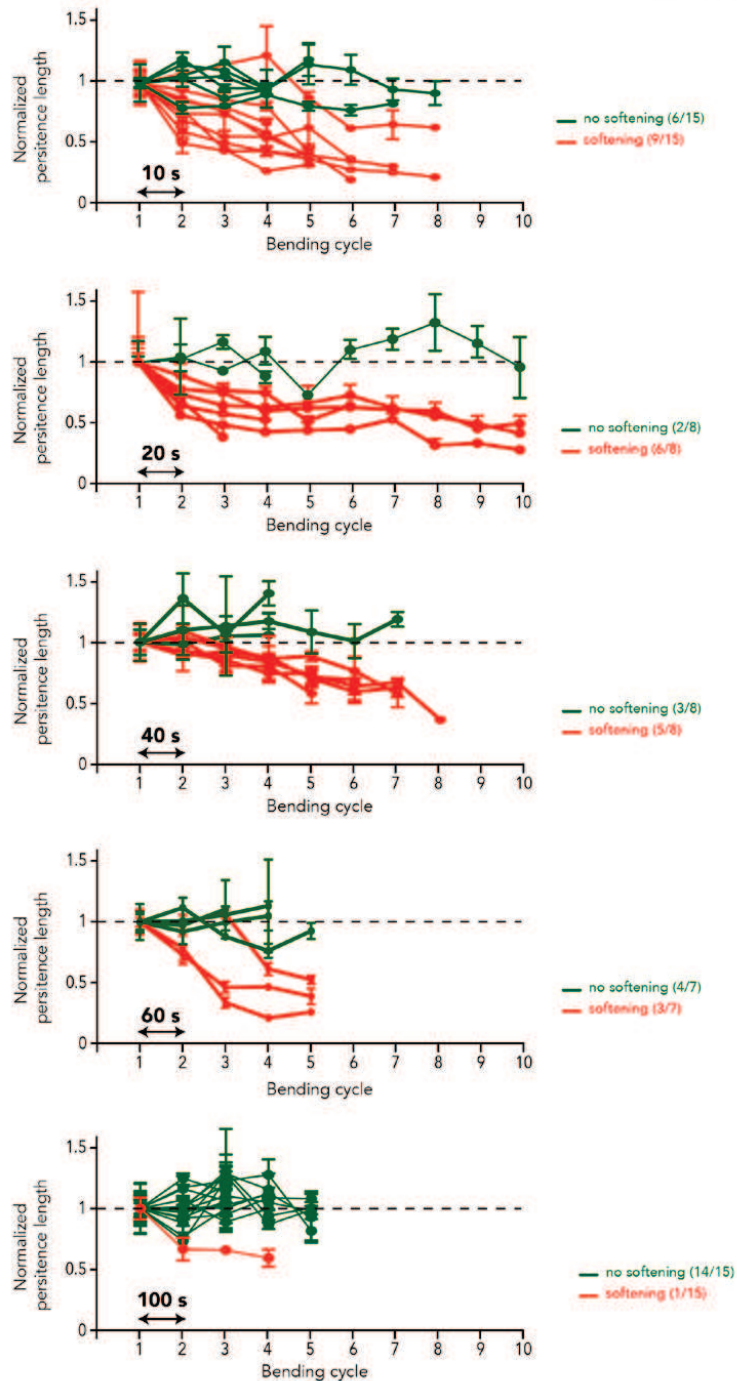 Normalized
persitence length
1.5
1
0.5
0
10 s
1 2 3 4 5 6 7 8 9 10
Bending cycle
no softening (6/15)
softening (9/15)
Normalized
persitence length
1.5
1
0.5
0
20 s
1 2 3 4 5 6 7 8 9 10
Bending cycle
no softening (2/8)
softening (6/8)
Normalized
persitence length
1.5
1
0.5
0
40 s
1 2 3 4 5 6 7 8 9 10
Bending cycle
no softening (3/8)
softening (5/8)
Normalized
persitence length
1.5
1
0.5
0
60 s
1 2 3 4 5 6 7 8 9 10
Bending cycle
no softening (4/7)
softening (3/7)
Normalized
persitence length
1.5
1
0.5
0
100 s
1 2 3 4 5 6 7 8 9 10
Bending cycle
no softening (14/15)
softening (1/15)